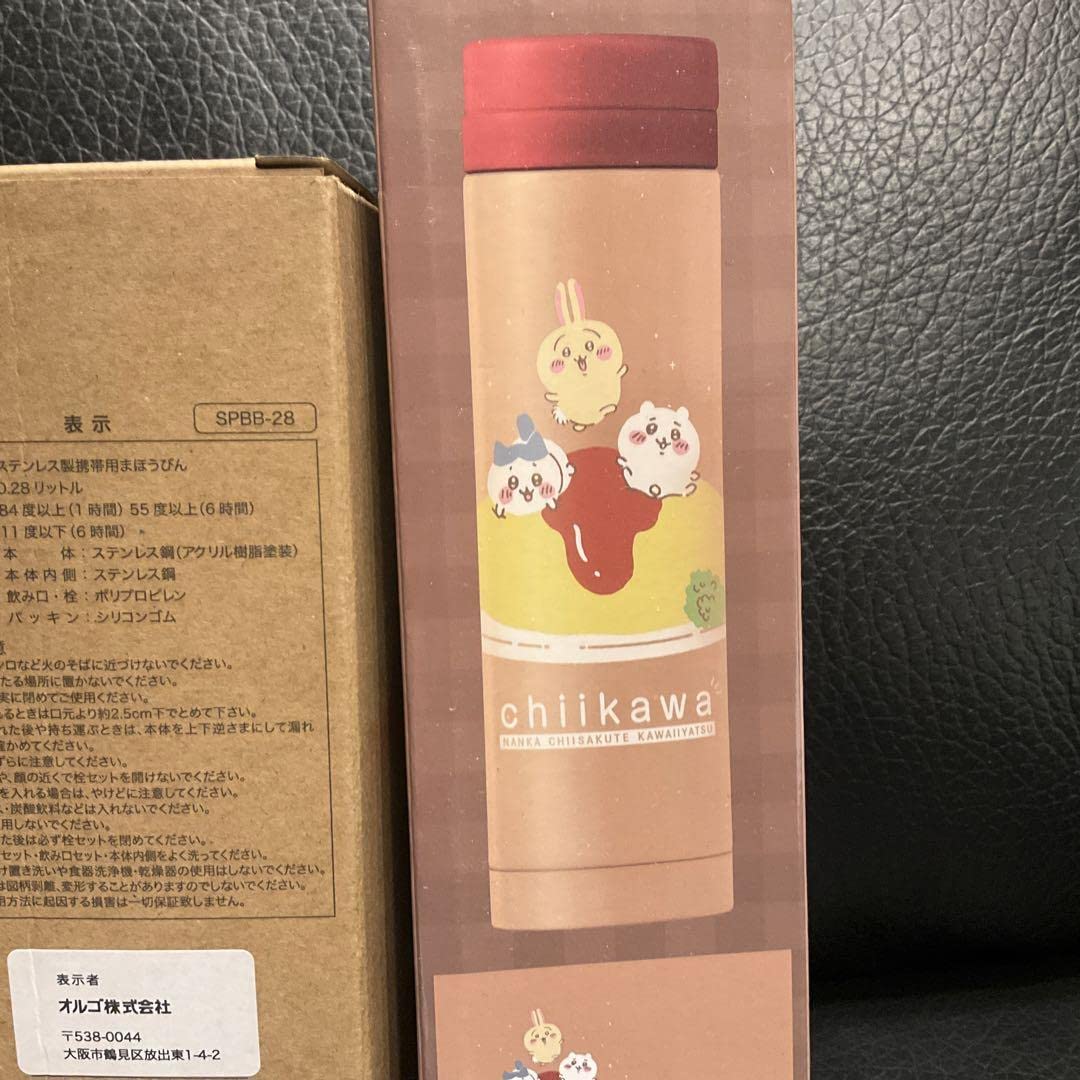 表示
SPBB-28
ステンレス製携帯用まほうびん
0.28リットル
84度以上(1時間) 55度以上(6時間)
11度以下(6時間)
本体:ステンレス鋼(アクリル樹脂塗装)
本体内側:ステンレス鋼
飲み口・栓:ポリプロピレン
パッキン:シリコンゴム
意
ンロなど火のそばに近づけないでください。
たる場所に置かないでください。
実に閉めてご使用ください。
るときは口元より約2.5cm下でとめて下さい。
れた後や持ち運ぶときは、本体を上下逆さまにして漏れ
確かめてください。
ずらに注意してください。
や、顔の近くで栓セットを開けないでください。
を入れる場合は、やけどに注意してください。
ス・炭酸飲料などは入れないでください。
用しないでください。
た後は必ず栓セットを閉めてください。
セット・飲み口セット・本体内側をよく洗ってください。
け置き洗いや食器洗浄機・乾燥器の使用はしないでください。
は図柄剥離、変形することがありますのでしないでください。
用方法に起因する損害は一切保証致しません。
表示者
オルゴ株式会社
〒538-0044
大阪市鶴見区放出東1-4-2
chiikawa
NANKA CHIISAKUTE KAWAIIYATSU